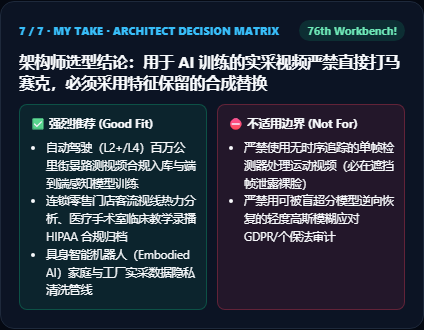 7 / 7 · MY TAKE · ARCHITECT DECISION MATRIX
76th Workbench!
架构师选型结论：用于 AI 训练的实采视频严禁直接打马
赛克，必须采用特征保留的合成替换
✅ 强烈推荐 (Good Fit)
• 自动驾驶（L2+/L4）百万公
里街景路测视频合规入库与端
到端感知模型训练
• 连锁零售门店客流视线热力分
析、医疗手术室临床教学录播
HIPAA 合规归档
• 具身智能机器人（Embodied
AI）家庭与工厂实采数据隐私
清洗管线
⛔ 不适用边界 (Not For)
• 严禁使用无时序追踪的单帧检
测器处理运动视频（必在遮挡
帧泄露裸脸）
• 严禁用可被盲超分模型逆向恢
复的轻度高斯模糊应对
GDPR/个保法审计